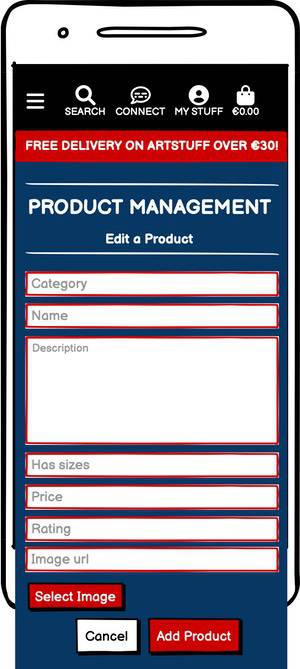 SEARCH CONNECT MY STUFF €0.00
FREE DELIVERY ON ARTSTUFF OVER €30!
PRODUCT MANAGEMENT
Edit a Product
Category
Name
Description
Has sizes
Price
Rating
Image url
Select Image
Cancel Add Product